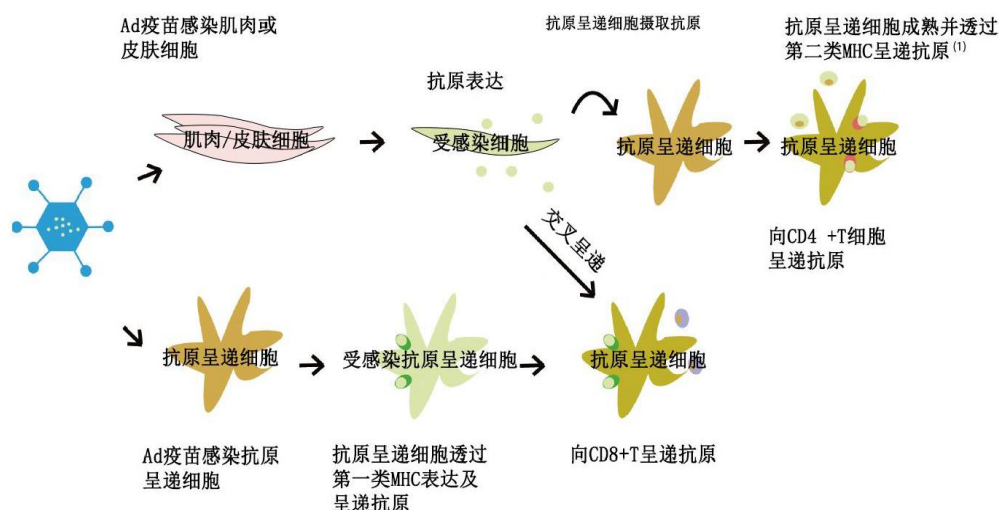 Ad疫苗感染肌肉或
皮肤细胞
抗原呈递细胞摄取抗原
抗原呈递细胞成熟并透过
第二类MHC呈递抗原(1)
抗原表达
肌肉/皮肤细胞
受感染细胞
抗原呈递细胞
抗原呈递细胞
交叉呈递
向CD4 +T细胞
呈递抗原
抗原呈递细胞
受感染抗原呈递细胞
抗原呈递细胞
Ad疫苗感染抗原
呈递细胞
抗原呈递细胞透过
第一类MHC表达及
呈递抗原
向CD8+T呈递抗原